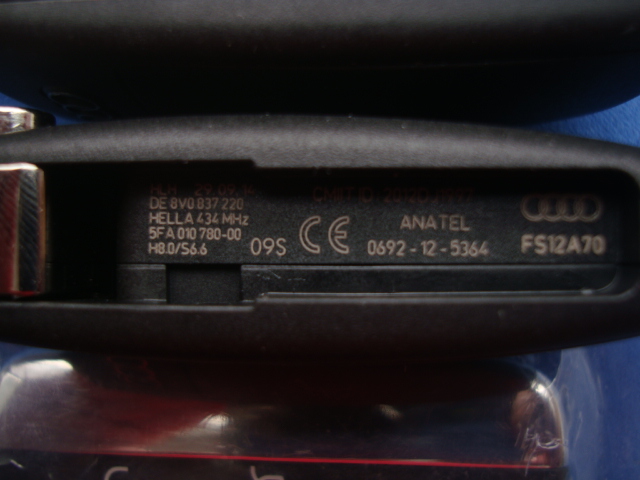 DE 8V0 837 220
HELLA 434 MHz
5FA 010 780-00
H8.0/S6.6
09S
CE
ANATEL
0692-12-5364
FS12A70